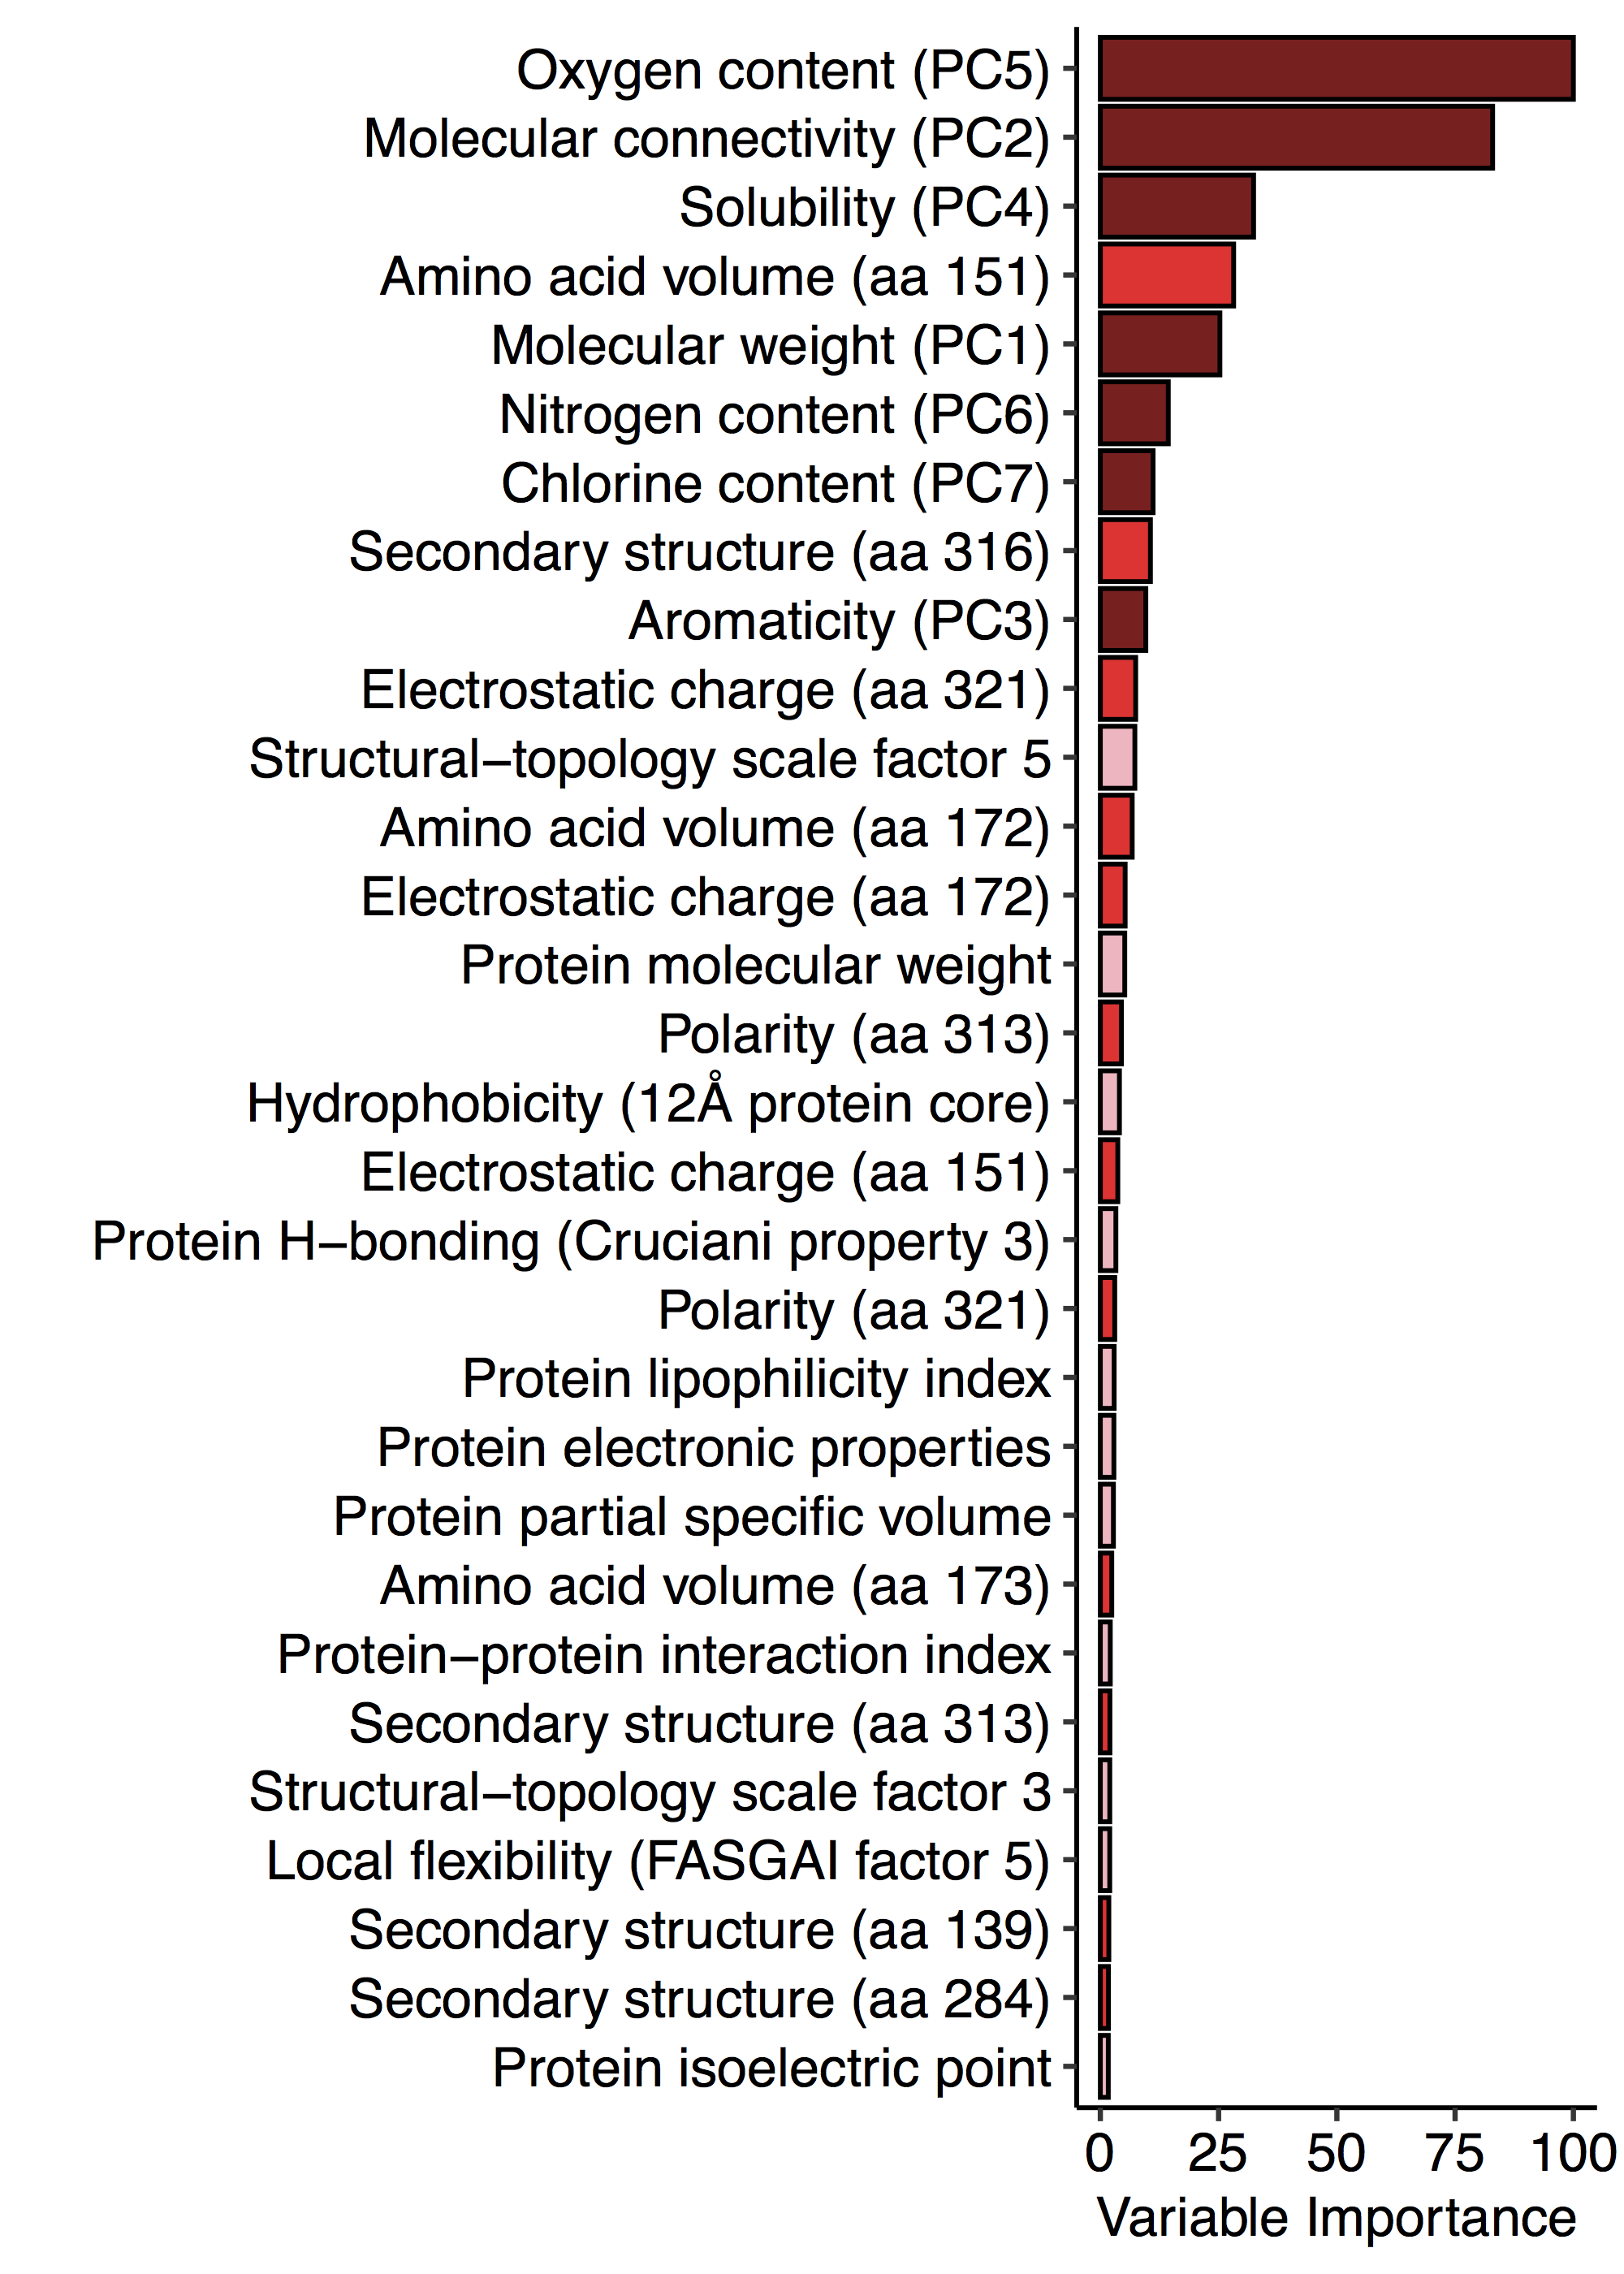 Oxygen content (PC5)
Molecular connectivity (PC2)
Solubility (PC4)
Amino acid volume (aa 151)
Molecular weight (PC1)
Nitrogen content (PC6)
Chlorine content (PC7)
Secondary structure (aa 316)
Aromaticity (PC3)
Electrostatic charge (aa 321)
Structural−topology scale factor 5
Amino acid volume (aa 172)
Electrostatic charge (aa 172)
Protein molecular weight
Polarity (aa 313)
Hydrophobicity (12Å protein core)
Electrostatic charge (aa 151)
Protein H−bonding (Cruciani property 3)
Polarity (aa 321)
Protein lipophilicity index
Protein electronic properties
Protein partial specific volume
Amino acid volume (aa 173)
Protein−protein interaction index
Secondary structure (aa 313)
Structural−topology scale factor 3
Local flexibility (FASGAI factor 5)
Secondary structure (aa 139)
Secondary structure (aa 284)
Protein isoelectric point
0 25 50 75 100
Variable Importance